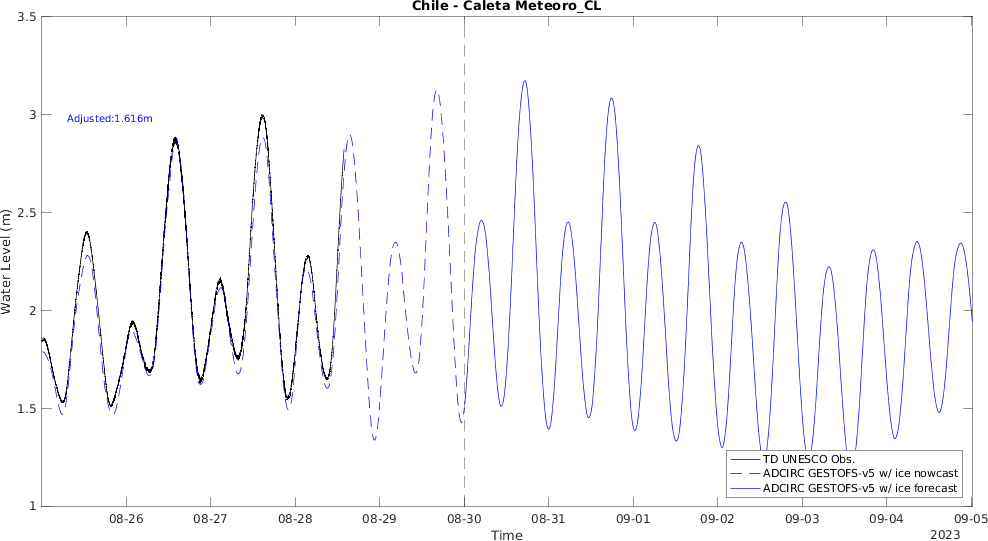 Chile - Caleta Meteoro_CL
3.5
3
2.5
2
1.5
1
Water Level (m)
Adjusted:1.616m
TD UNESCO Obs.
ADCIRC GESTOFS-v5 w/ ice nowcast
ADCIRC GESTOFS-v5 w/ ice forecast
08-26
08-27
08-28
08-29
08-30
08-31
09-01
09-02
09-03
09-04
09-05
Time
2023